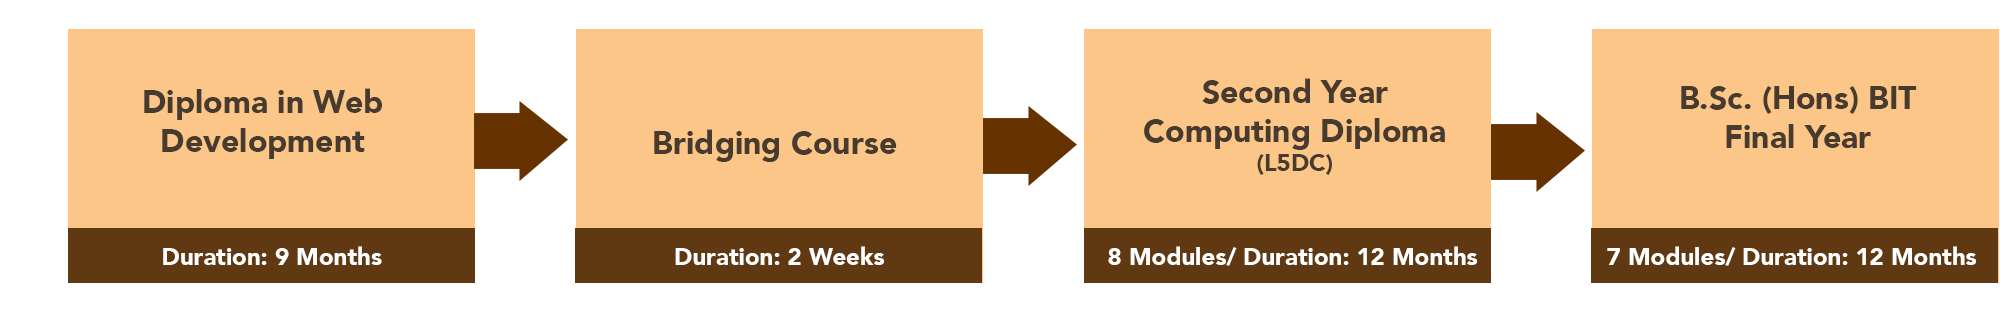 Diploma in Web
Development
Duration: 9 Months
Bridging Course
Duration: 2 Weeks
Second Year
Computing Diploma
(L5DC)
8 Modules/ Duration: 12 Months
B.Sc. (Hons) BIT
Final Year
7 Modules/ Duration: 12 Months